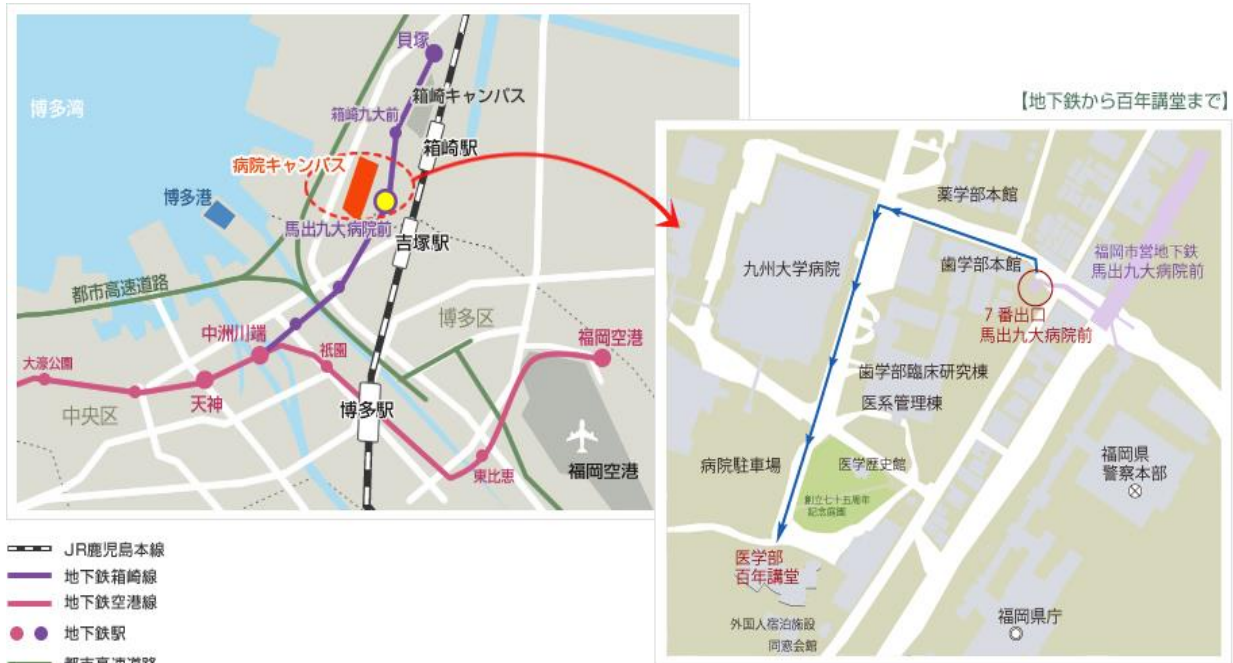 貝塚
箱崎キャンパス
博多湾
箱崎九大前
箱崎駅
病院キャンパス
博多港
馬出九大病院前
吉塚駅
都市高速道路
博多区
中洲川端
祇園
福岡空港
大濠公園
天神
中央区
博多駅
東比恵
福岡空港
JR鹿児島本線
地下鉄箱崎線
地下鉄空港線
地下鉄駅
都市高速道路
【地下鉄から百年講堂まで】
薬学部本館
九州大学病院
歯学部本館
福岡市営地下鉄
馬出九大病院前
7番出口
馬出九大病院前
歯学部臨床研究棟
医系管理棟
病院駐車場
医学歴史館
福岡県
警察本部
創立七十五周年
記念庭園
医学部
百年講堂
外国人宿泊施設
同窓会館
福岡県庁